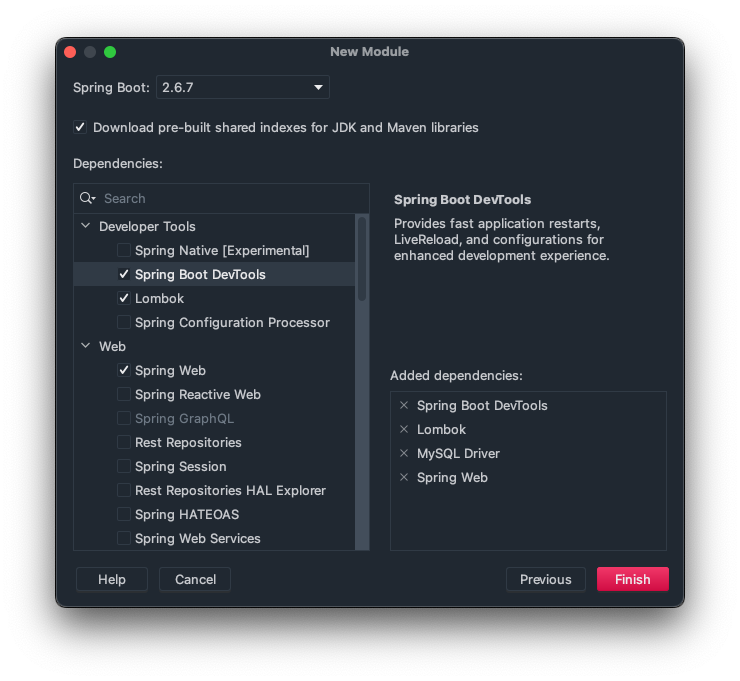 New Module
Spring Boot: 2.6.7
Download pre-built shared indexes for JDK and Maven libraries
Dependencies:
Search
Developer Tools
Spring Native [Experimental]
Spring Boot DevTools
Lombok
Spring Configuration Processor
Web
Spring Web
Spring Reactive Web
Spring GraphQL
Rest Repositories
Spring Session
Rest Repositories HAL Explorer
Spring HATEOAS
Spring Web Services
Spring Boot DevTools
Provides fast application restarts,
LiveReload, and configurations for
enhanced development experience.
Added dependencies:
Spring Boot DevTools
Lombok
MySQL Driver
Spring Web
Help
Cancel
Previous
Finish